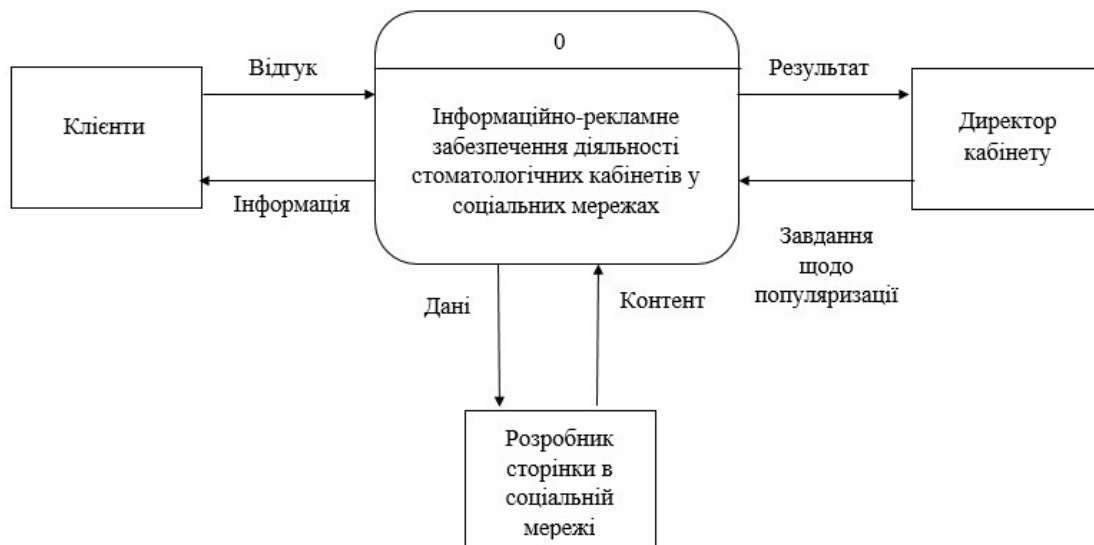 0
Відгук
Результат
Клієнти
Інформаційно-рекламне
забезпечення діяльності
стоматологічних кабінетів у
соціальних мережах
Директор
кабінету
Інформація
Завдання
щодо
популяризації
Дані
Контент
Розробник
сторінки в
соціальній
мережі